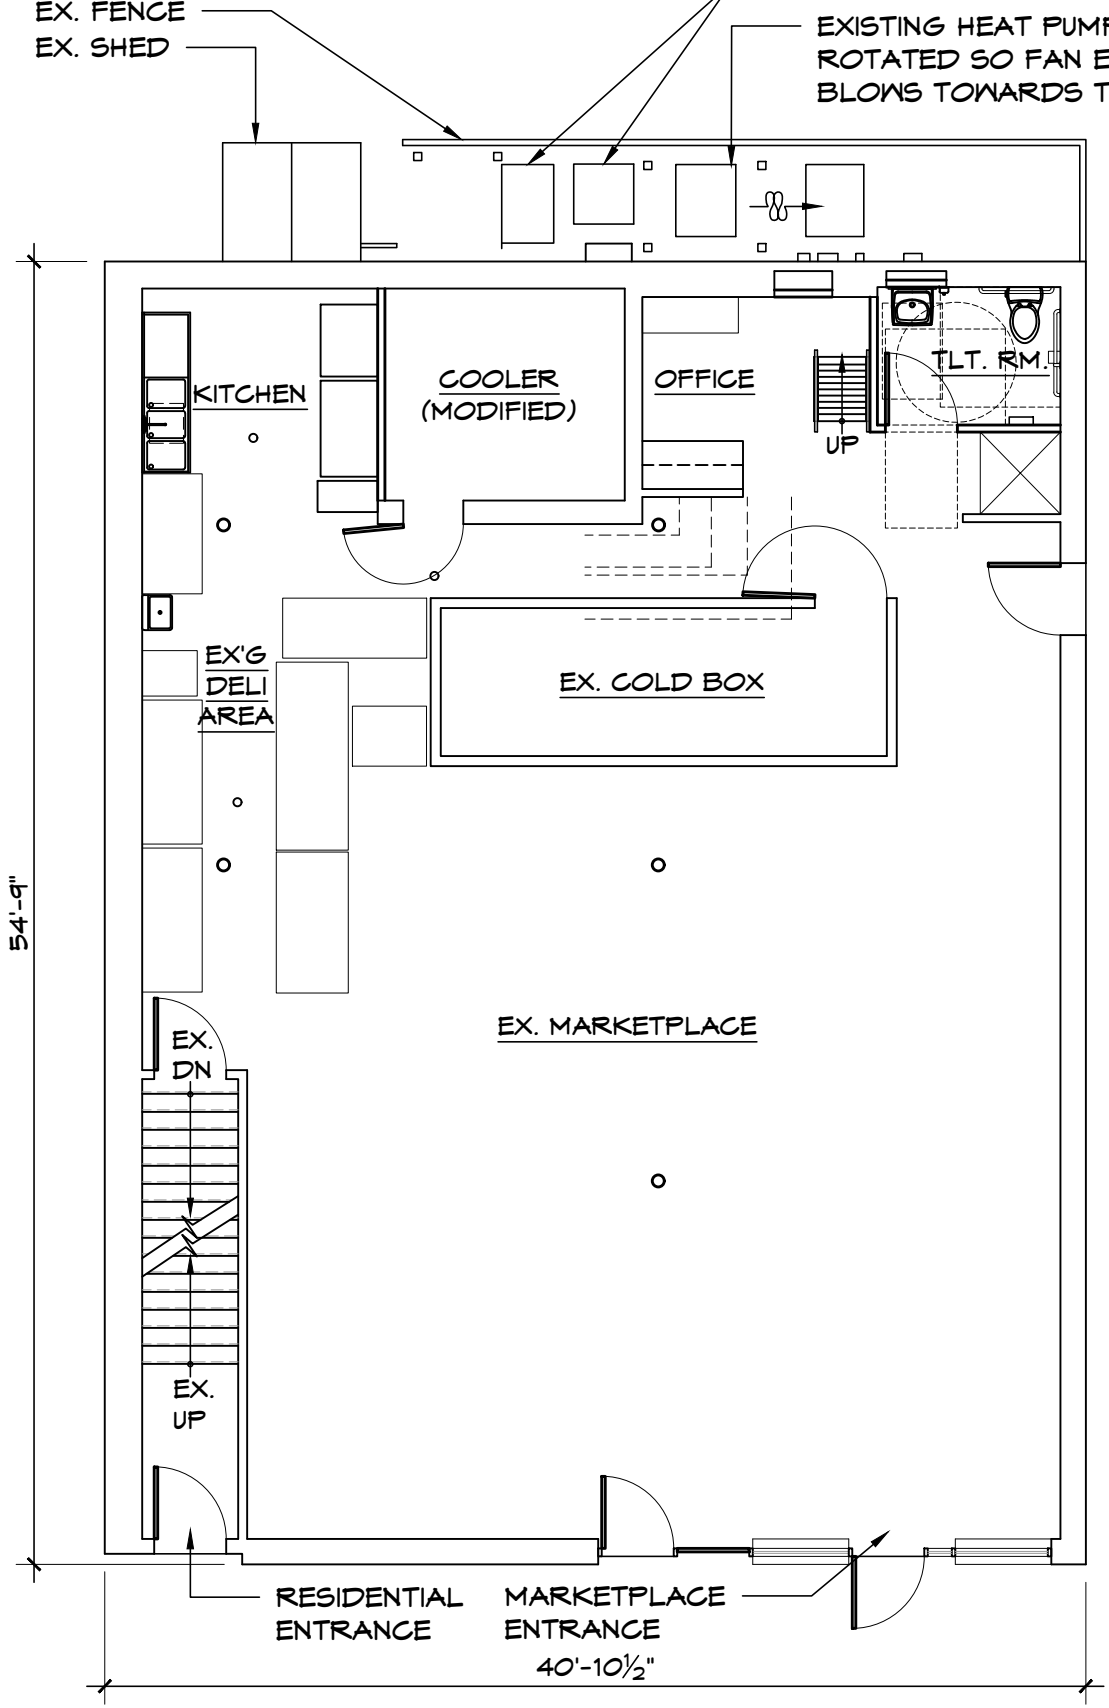 EX. FENCE
EX. SHED
EXISTING HEAT PUMP
ROTATED SO FAN E
BLOWS TOWARDS T
KITCHEN
COOLER
(MODIFIED)
OFFICE
TLT. RM.
UP
EX'G
DELI
AREA
EX. COLD BOX
54'-9"
EX. MARKETPLACE
EX.
DN
EX.
UP
RESIDENTIAL
ENTRANCE
MARKETPLACE
ENTRANCE
40'-10½"